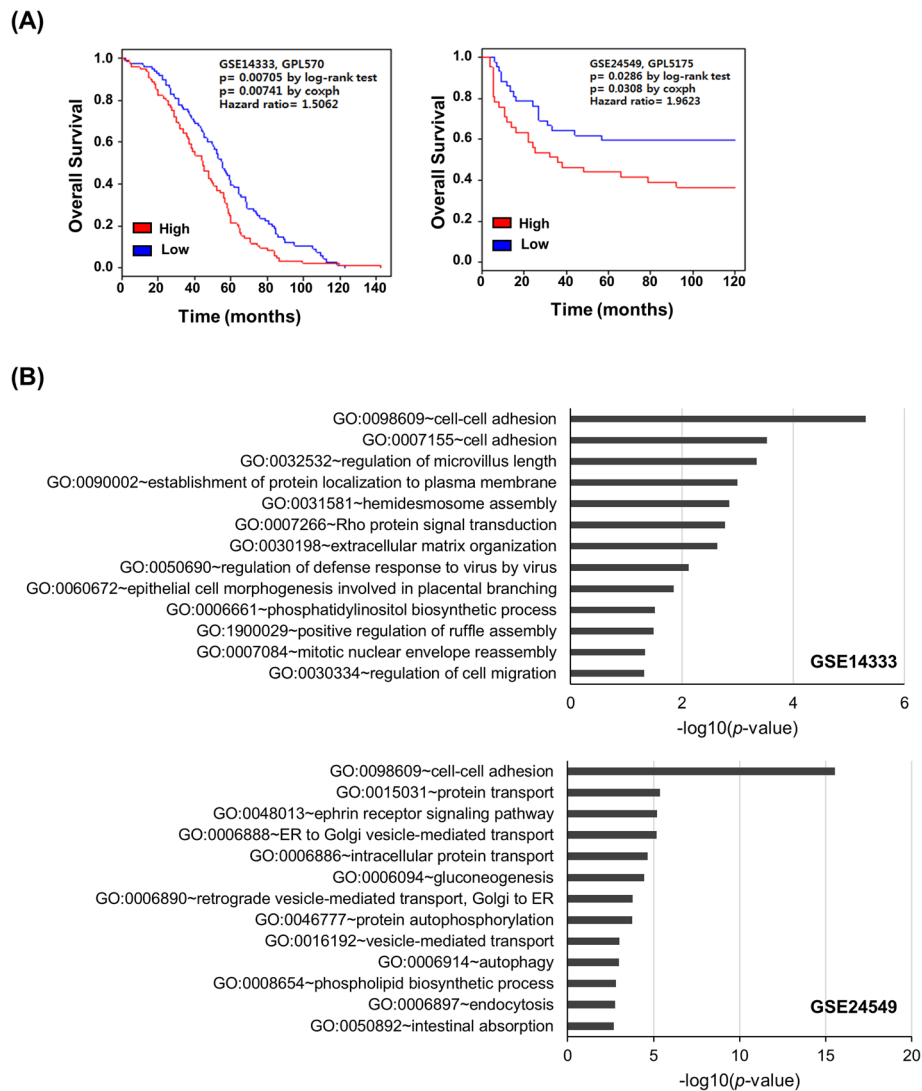 (A)
GSE14333, GPL570
p= 0.00705 by log-rank test
p= 0.00741 by coxph
Hazard ratio= 1.5062
1.0
0.8
0.6
0.4
0.2
0.0
Overall Survival
High
Low
0 20 40 60 80 100 120 140
Time (months)
GSE24549, GPL5175
p= 0.0286 by log-rank test
p= 0.0308 by coxph
Hazard ratio= 1.9623
1.0
0.8
0.6
0.4
0.2
0.0
Overall Survival
High
Low
0 20 40 60 80 100 120
Time (months)
(B)
GO:0098609~cell-cell adhesion
GO:0007155~cell adhesion
GO:0032532~regulation of microvillus length
GO:0090002~establishment of protein localization to plasma membrane
GO:0031581~hemidesmosome assembly
GO:0007266~Rho protein signal transduction
GO:0030198~extracellular matrix organization
GO:0050690~regulation of defense response to virus by virus
GO:0060672~epithelial cell morphogenesis involved in placental branching
GO:0006661~phosphatidylinositol biosynthetic process
GO:1900029~positive regulation of ruffle assembly
GO:0007084~mitotic nuclear envelope reassembly
GO:0030334~regulation of cell migration
GSE14333
0 2 4 6
-log10(p-value)
GO:0098609~cell-cell adhesion
GO:0015031~protein transport
GO:0048013~ephrin receptor signaling pathway
GO:0006888~ER to Golgi vesicle-mediated transport
GO:0006886~intracellular protein transport
GO:0006094~gluconeogenesis
GO:0006890~retrograde vesicle-mediated transport, Golgi to ER
GO:0046777~protein autophosphorylation
GO:0016192~vesicle-mediated transport
GO:0006914~autophagy
GO:0008654~phospholipid biosynthetic process
GO:0006897~endocytosis
GO:0050892~intestinal absorption
GSE24549
0 5 10 15 20
-log10(p-value)